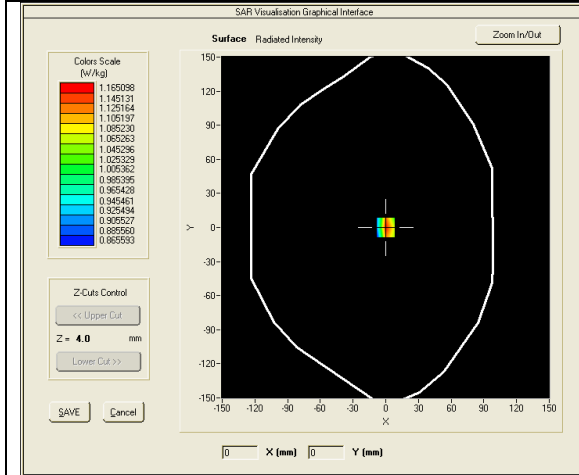 SAR Visualisation Graphical Interface
Surface Radiated Intensity
Zoom In/Out
Colors Scale
(W/kg)
1.165098
1.145131
1.125164
1.105197
1.085230
1.065263
1.045296
1.025329
1.005362
0.985395
0.965428
0.945461
0.925494
0.905527
0.885560
0.865593
Z-Cuts Control
<< Upper Cut
Z = 4.0 mm
Lower Cut >>
SAVE Cancel
150
120
90
60
30
0
-30
-60
-90
-120
-150
Y
-150 -120 -90 -60 -30 0 30 60 90 120 150
X
0 X (mm) 0 Y (mm)